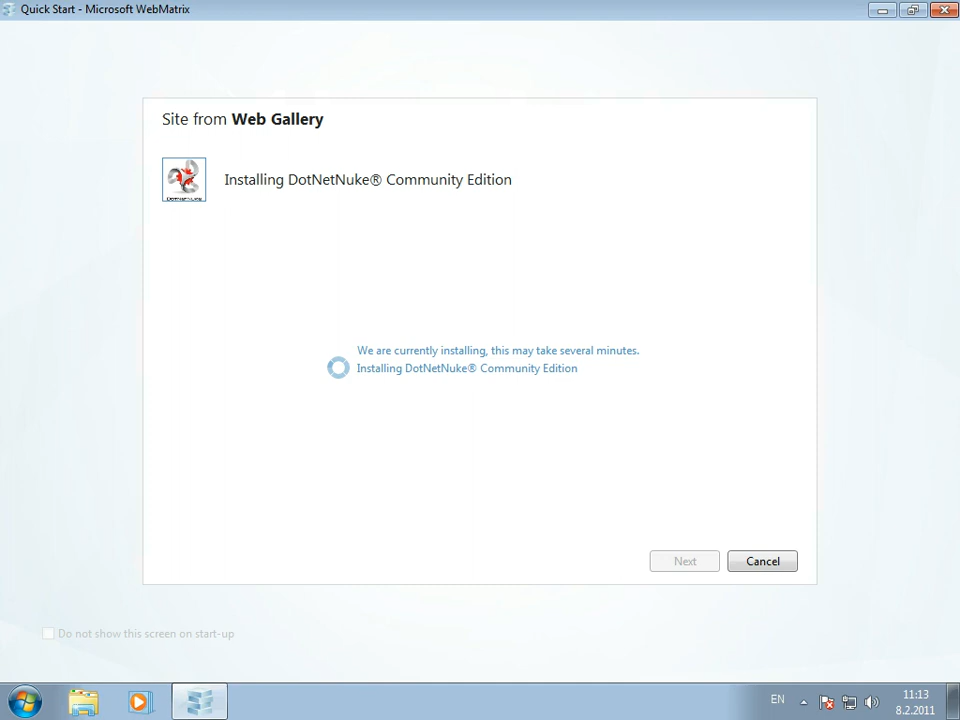 Quick Start - Microsoft WebMatrix
Site from Web Gallery
Installing DotNetNuke® Community Edition
We are currently installing, this may take several minutes.
Installing DotNetNuke® Community Edition
Next
Cancel
Do not show this screen on start-up
EN
11:13
8.2.2011